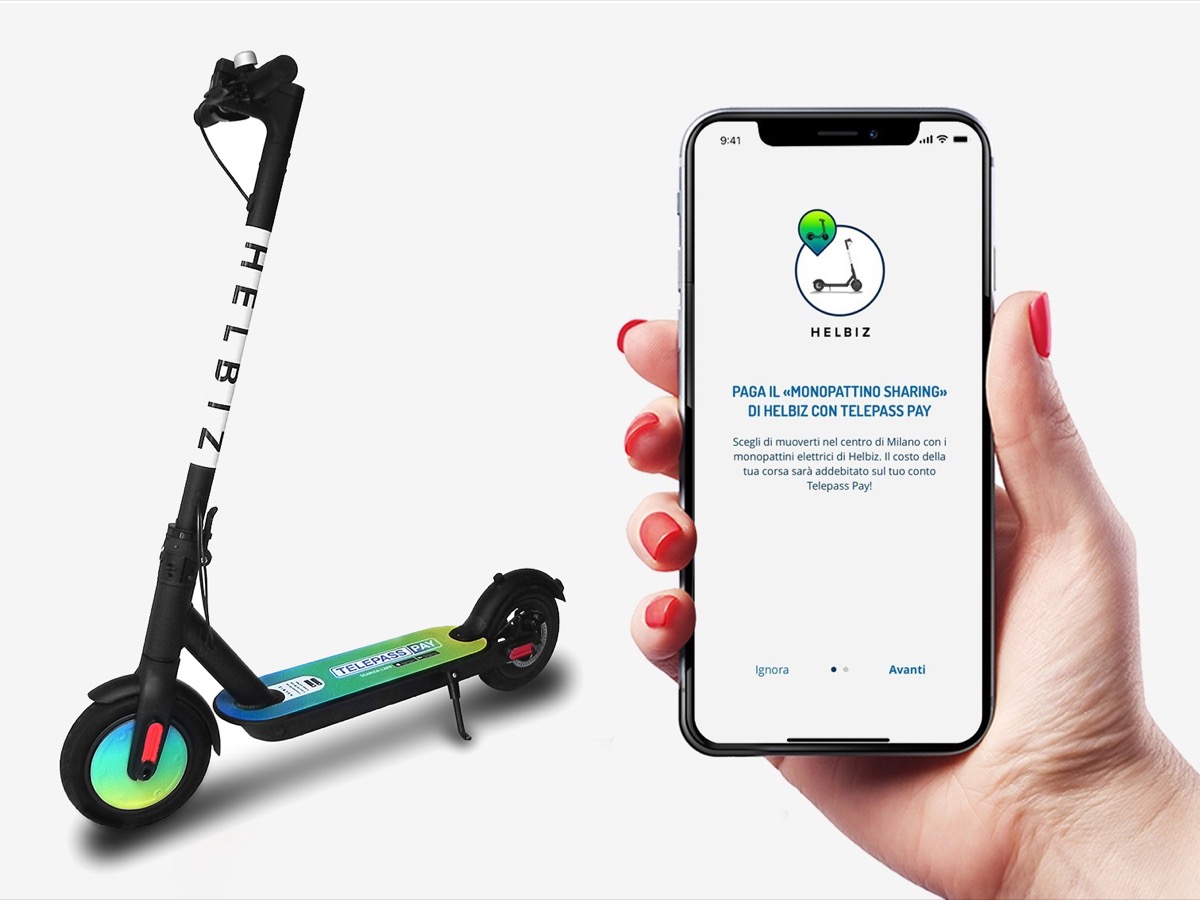 HELBIZ
TELEPASS PAY
9:41
HELBIZ
PAGA IL «MONOPATTINO SHARING»
DI HELBIZ CON TELEPASS PAY
Scegli di muoverti nel centro di Milano con i
monopattini elettrici di Helbiz. Il costo della
tua corsa sarà addebitato sul tuo conto
Telepass Pay!
Ignora
Avanti